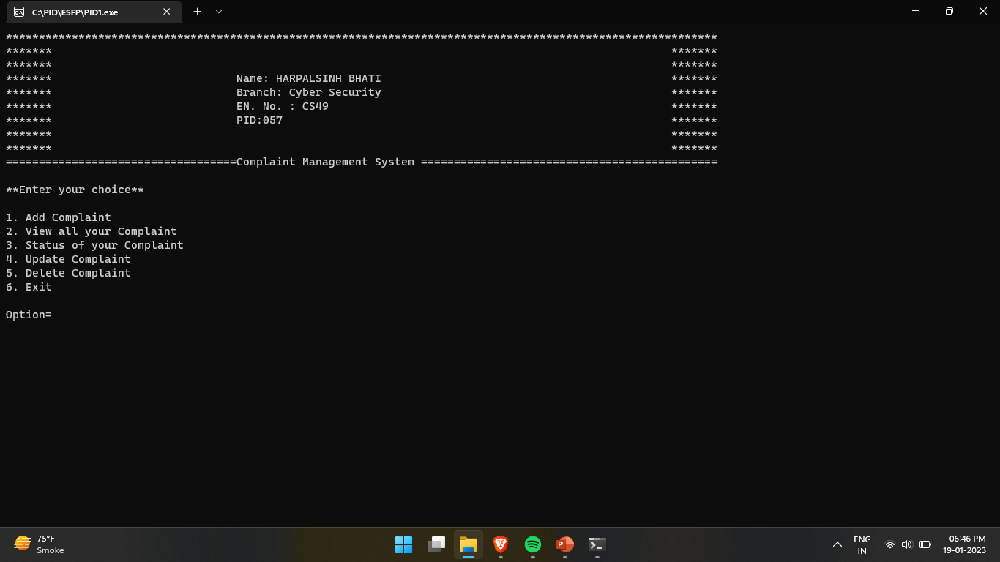 C:\PID\ESFP\PID1.exe
************************************************************************************************************
******* *******
******* *******
******* Name: HARPALSINH BHATI *******
******* Branch: Cyber Security *******
******* EN. No. : CS49 *******
******* PID:057 *******
******* *******
******* *******
===================================Complaint Management System =============================================
**Enter your choice**
1. Add Complaint
2. View all your Complaint
3. Status of your Complaint
4. Update Complaint
5. Delete Complaint
6. Exit
Option=
75°F
Smoke
ENG
IN
06:46 PM
19-01-2023